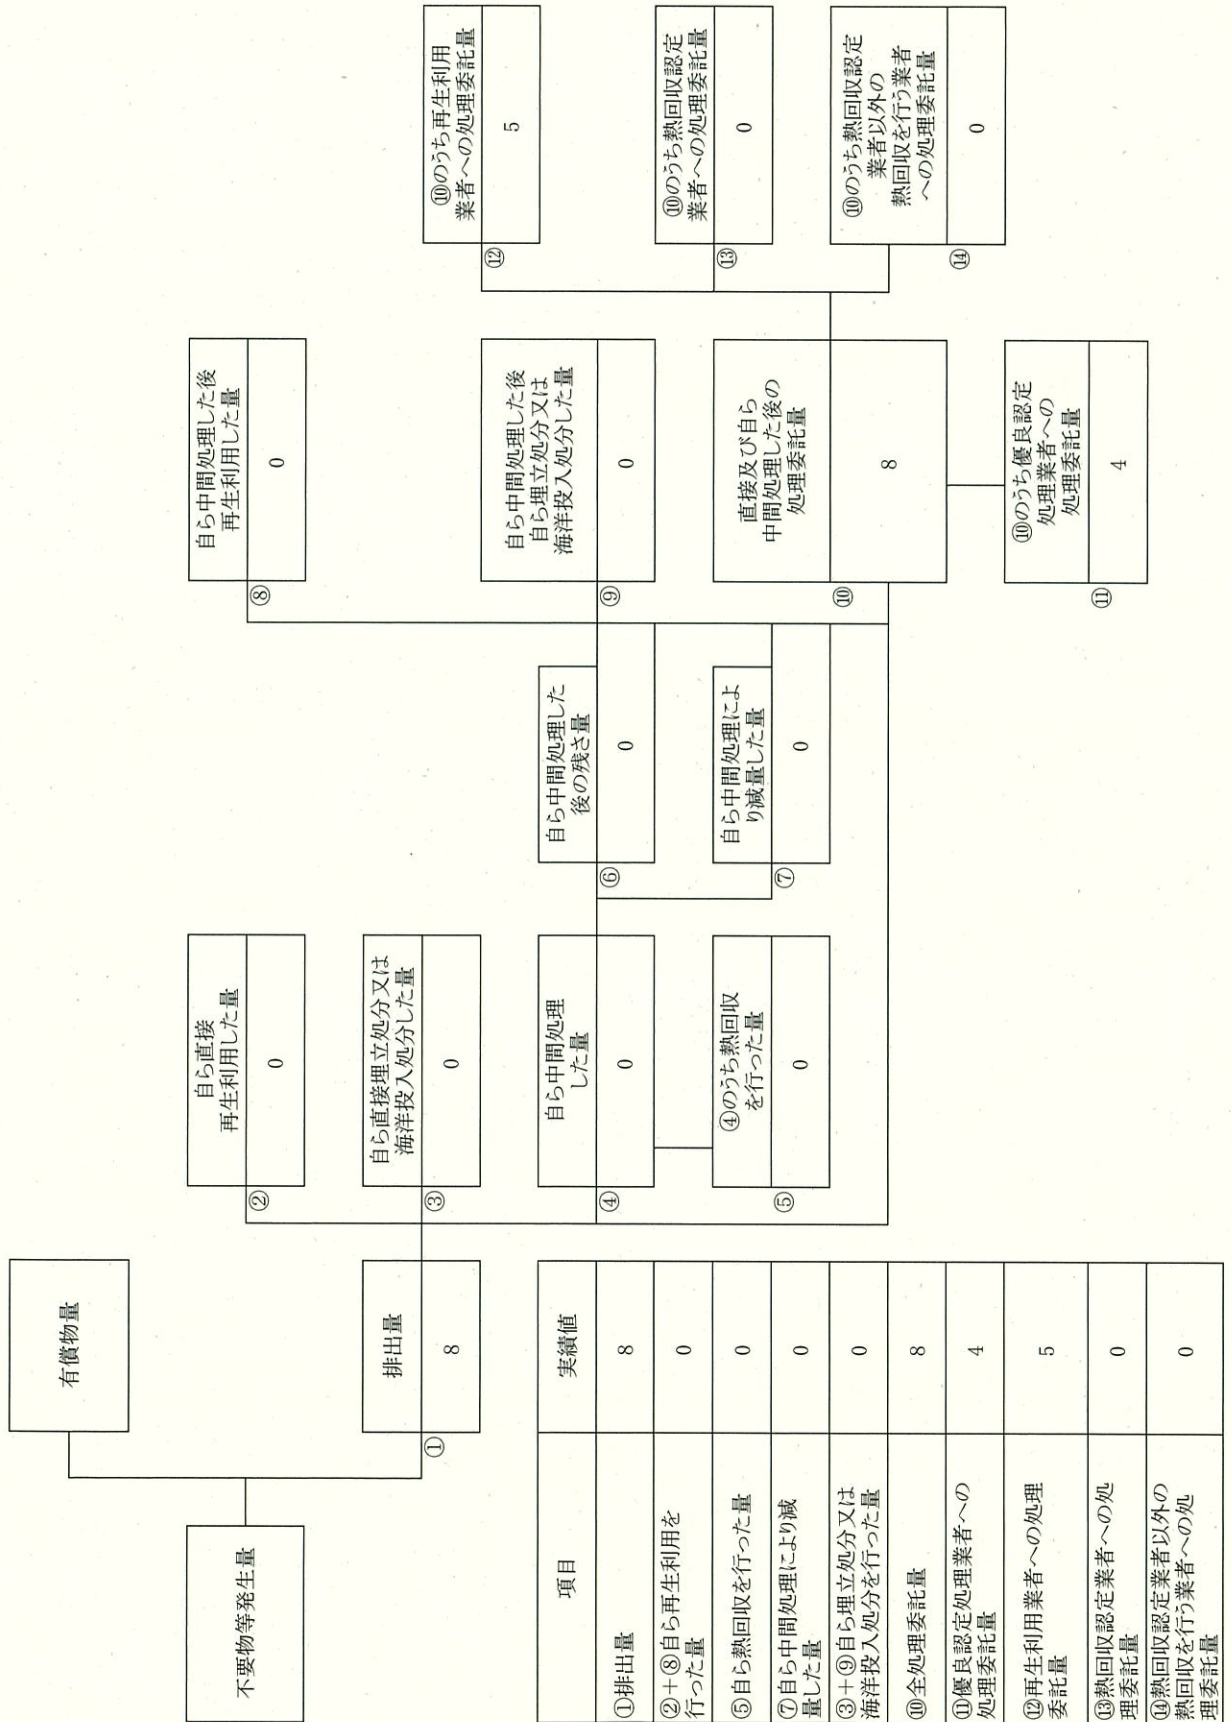 不要物等発生量
有償物量
①
排出量
8
②
自ら直接
再生利用した量
0
③
自ら直接埋立処分又は
海洋投入処分した量
0
④
自ら中間処理
した量
0
⑤
④のうち熱回収
を行った量
0
⑥
自ら中間処理した
後の残さ量
0
⑦
自ら中間処理によ
り減量した量
0
⑧
自ら中間処理した後
再生利用した量
0
⑨
自ら中間処理した後
自ら埋立処分又は
海洋投入処分した量
0
⑩
直接及び自ら
中間処理した後の
処理委託量
8
⑪
⑩のうち優良認定
処理業者への
処理委託量
4
⑫
⑩のうち再生利用
業者への処理委託量
5
⑬
⑩のうち熱回収認定
業者への処理委託量
0
⑭
⑩のうち熱回収認定
業者以外の
熱回収を行う業者
への処理委託量
0
項目
実績値
①排出量
8
②+⑧自ら再生利用を
行った量
0
⑤自ら熱回収を行った量
0
⑦自ら中間処理により減
量した量
0
③+⑨自ら埋立処分又は
海洋投入処分を行った量
0
⑩全処理委託量
8
⑪優良認定処理業者への
処理委託量
4
⑫再生利用業者への処理
委託量
5
⑬熱回収認定業者への処
理委託量
0
⑭熱回収認定業者以外の
熱回収を行う業者への処
理委託量
0